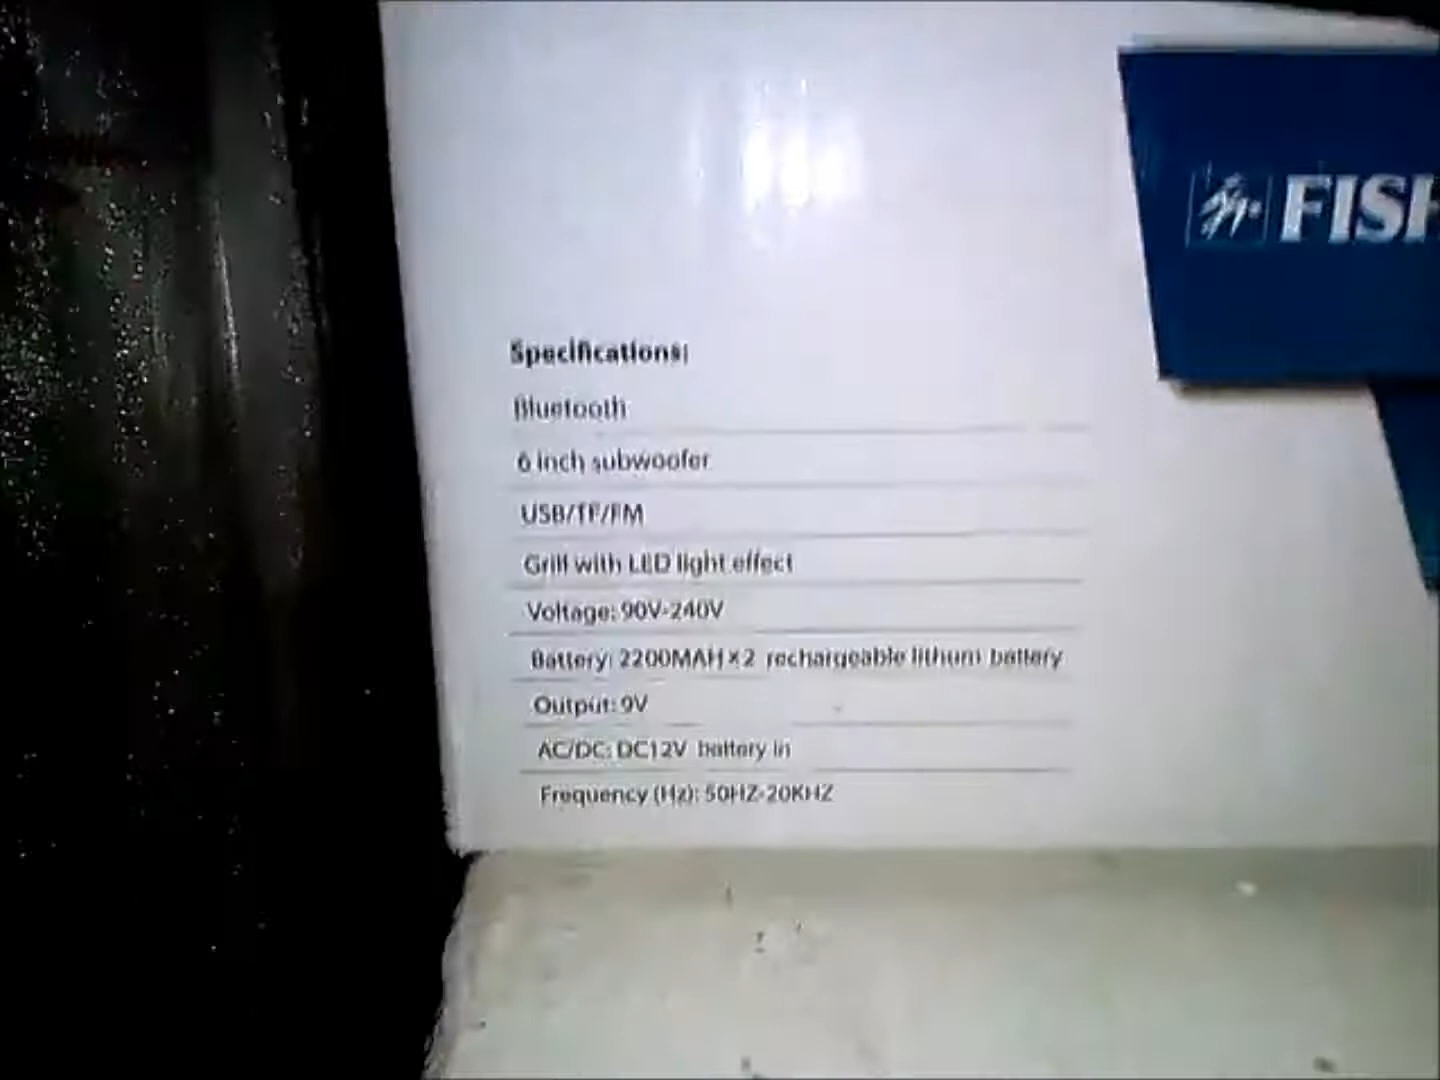 FISH
Specifications:
Bluetooth
6 inch subwoofer
USB/TF/FM
Grill with LED light effect
Voltage: 90V-240V
Battery: 2200MAH×2 rechargeable lithum battery
Output: 9V
AC/DC: DC12V battery in
Frequency (Hz): 50HZ-20KHZ